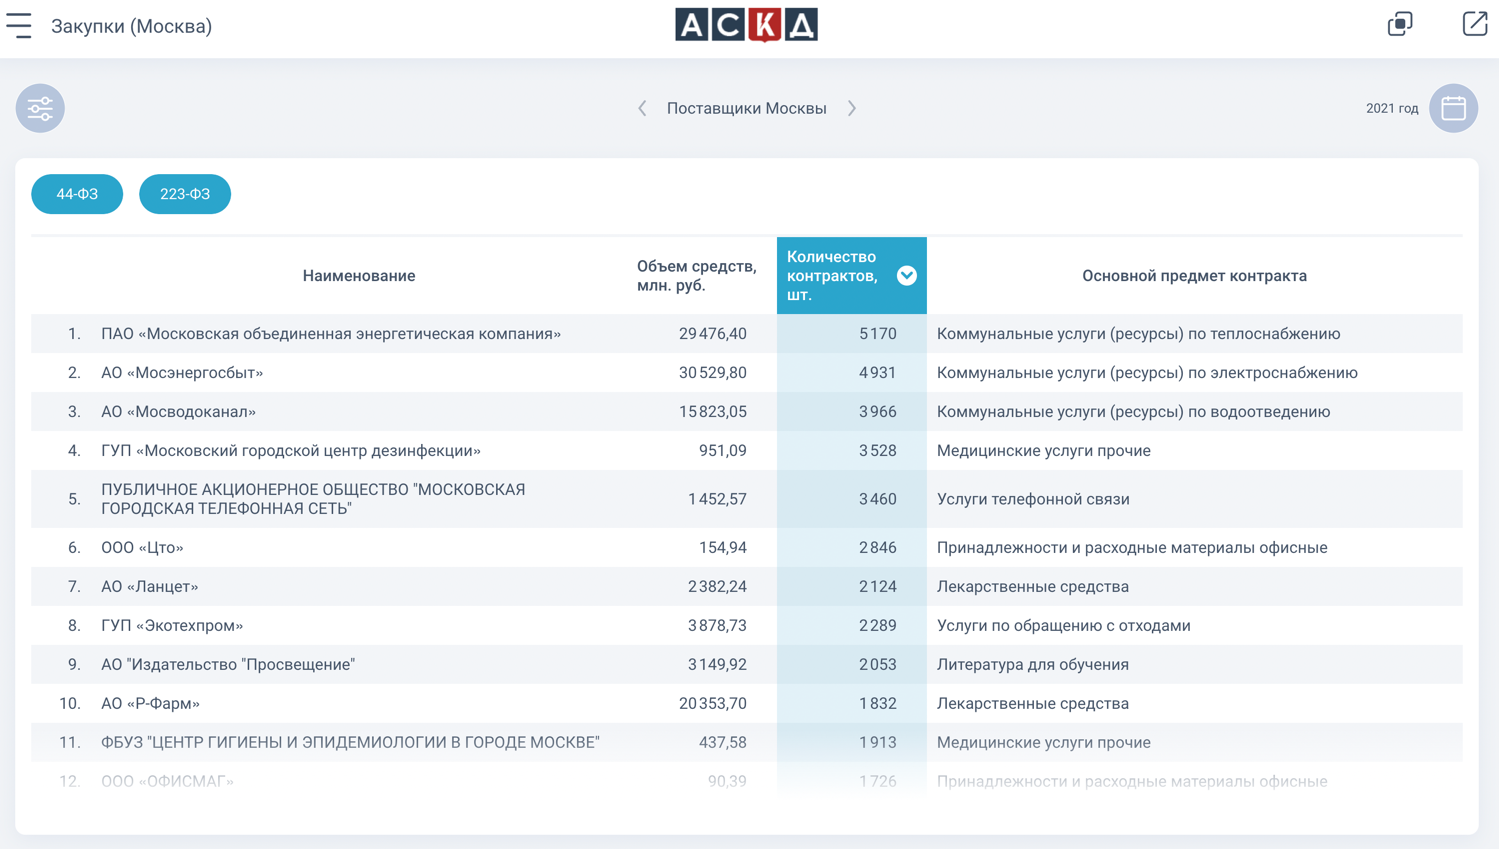 Закупки (Москва)
АСКД
Поставщики Москвы
2021 год
44-ФЗ
223-ФЗ
Наименование
Объем средств,
млн. руб.
Количество
контрактов,
шт.
Основной предмет контракта
1. ПАО «Московская объединенная энергетическая компания» 29 476,40 5 170 Коммунальные услуги (ресурсы) по теплоснабжению
2. АО «Мосэнергосбыт» 30 529,80 4 931 Коммунальные услуги (ресурсы) по электроснабжению
3. АО «Мосводоканал» 15 823,05 3 966 Коммунальные услуги (ресурсы) по водоотведению
4. ГУП «Московский городской центр дезинфекции» 951,09 3 528 Медицинские услуги прочие
5. ПУБЛИЧНОЕ АКЦИОНЕРНОЕ ОБЩЕСТВО "МОСКОВСКАЯ
ГОРОДСКАЯ ТЕЛЕФОННАЯ СЕТЬ" 1 452,57 3 460 Услуги телефонной связи
6. ООО «Цто» 154,94 2 846 Принадлежности и расходные материалы офисные
7. АО «Ланцет» 2 382,24 2 124 Лекарственные средства
8. ГУП «Экотехпром» 3 878,73 2 289 Услуги по обращению с отходами
9. АО "Издательство "Просвещение" 3 149,92 2 053 Литература для обучения
10. АО «Р-Фарм» 20 353,70 1 832 Лекарственные средства
11. ФБУЗ "ЦЕНТР ГИГИЕНЫ И ЭПИДЕМИОЛОГИИ В ГОРОДЕ МОСКВЕ" 437,58 1 913 Медицинские услуги прочие
12. ООО «ОФИСМАГ» 90,39 1 726 Принадлежности и расходные материалы офисные